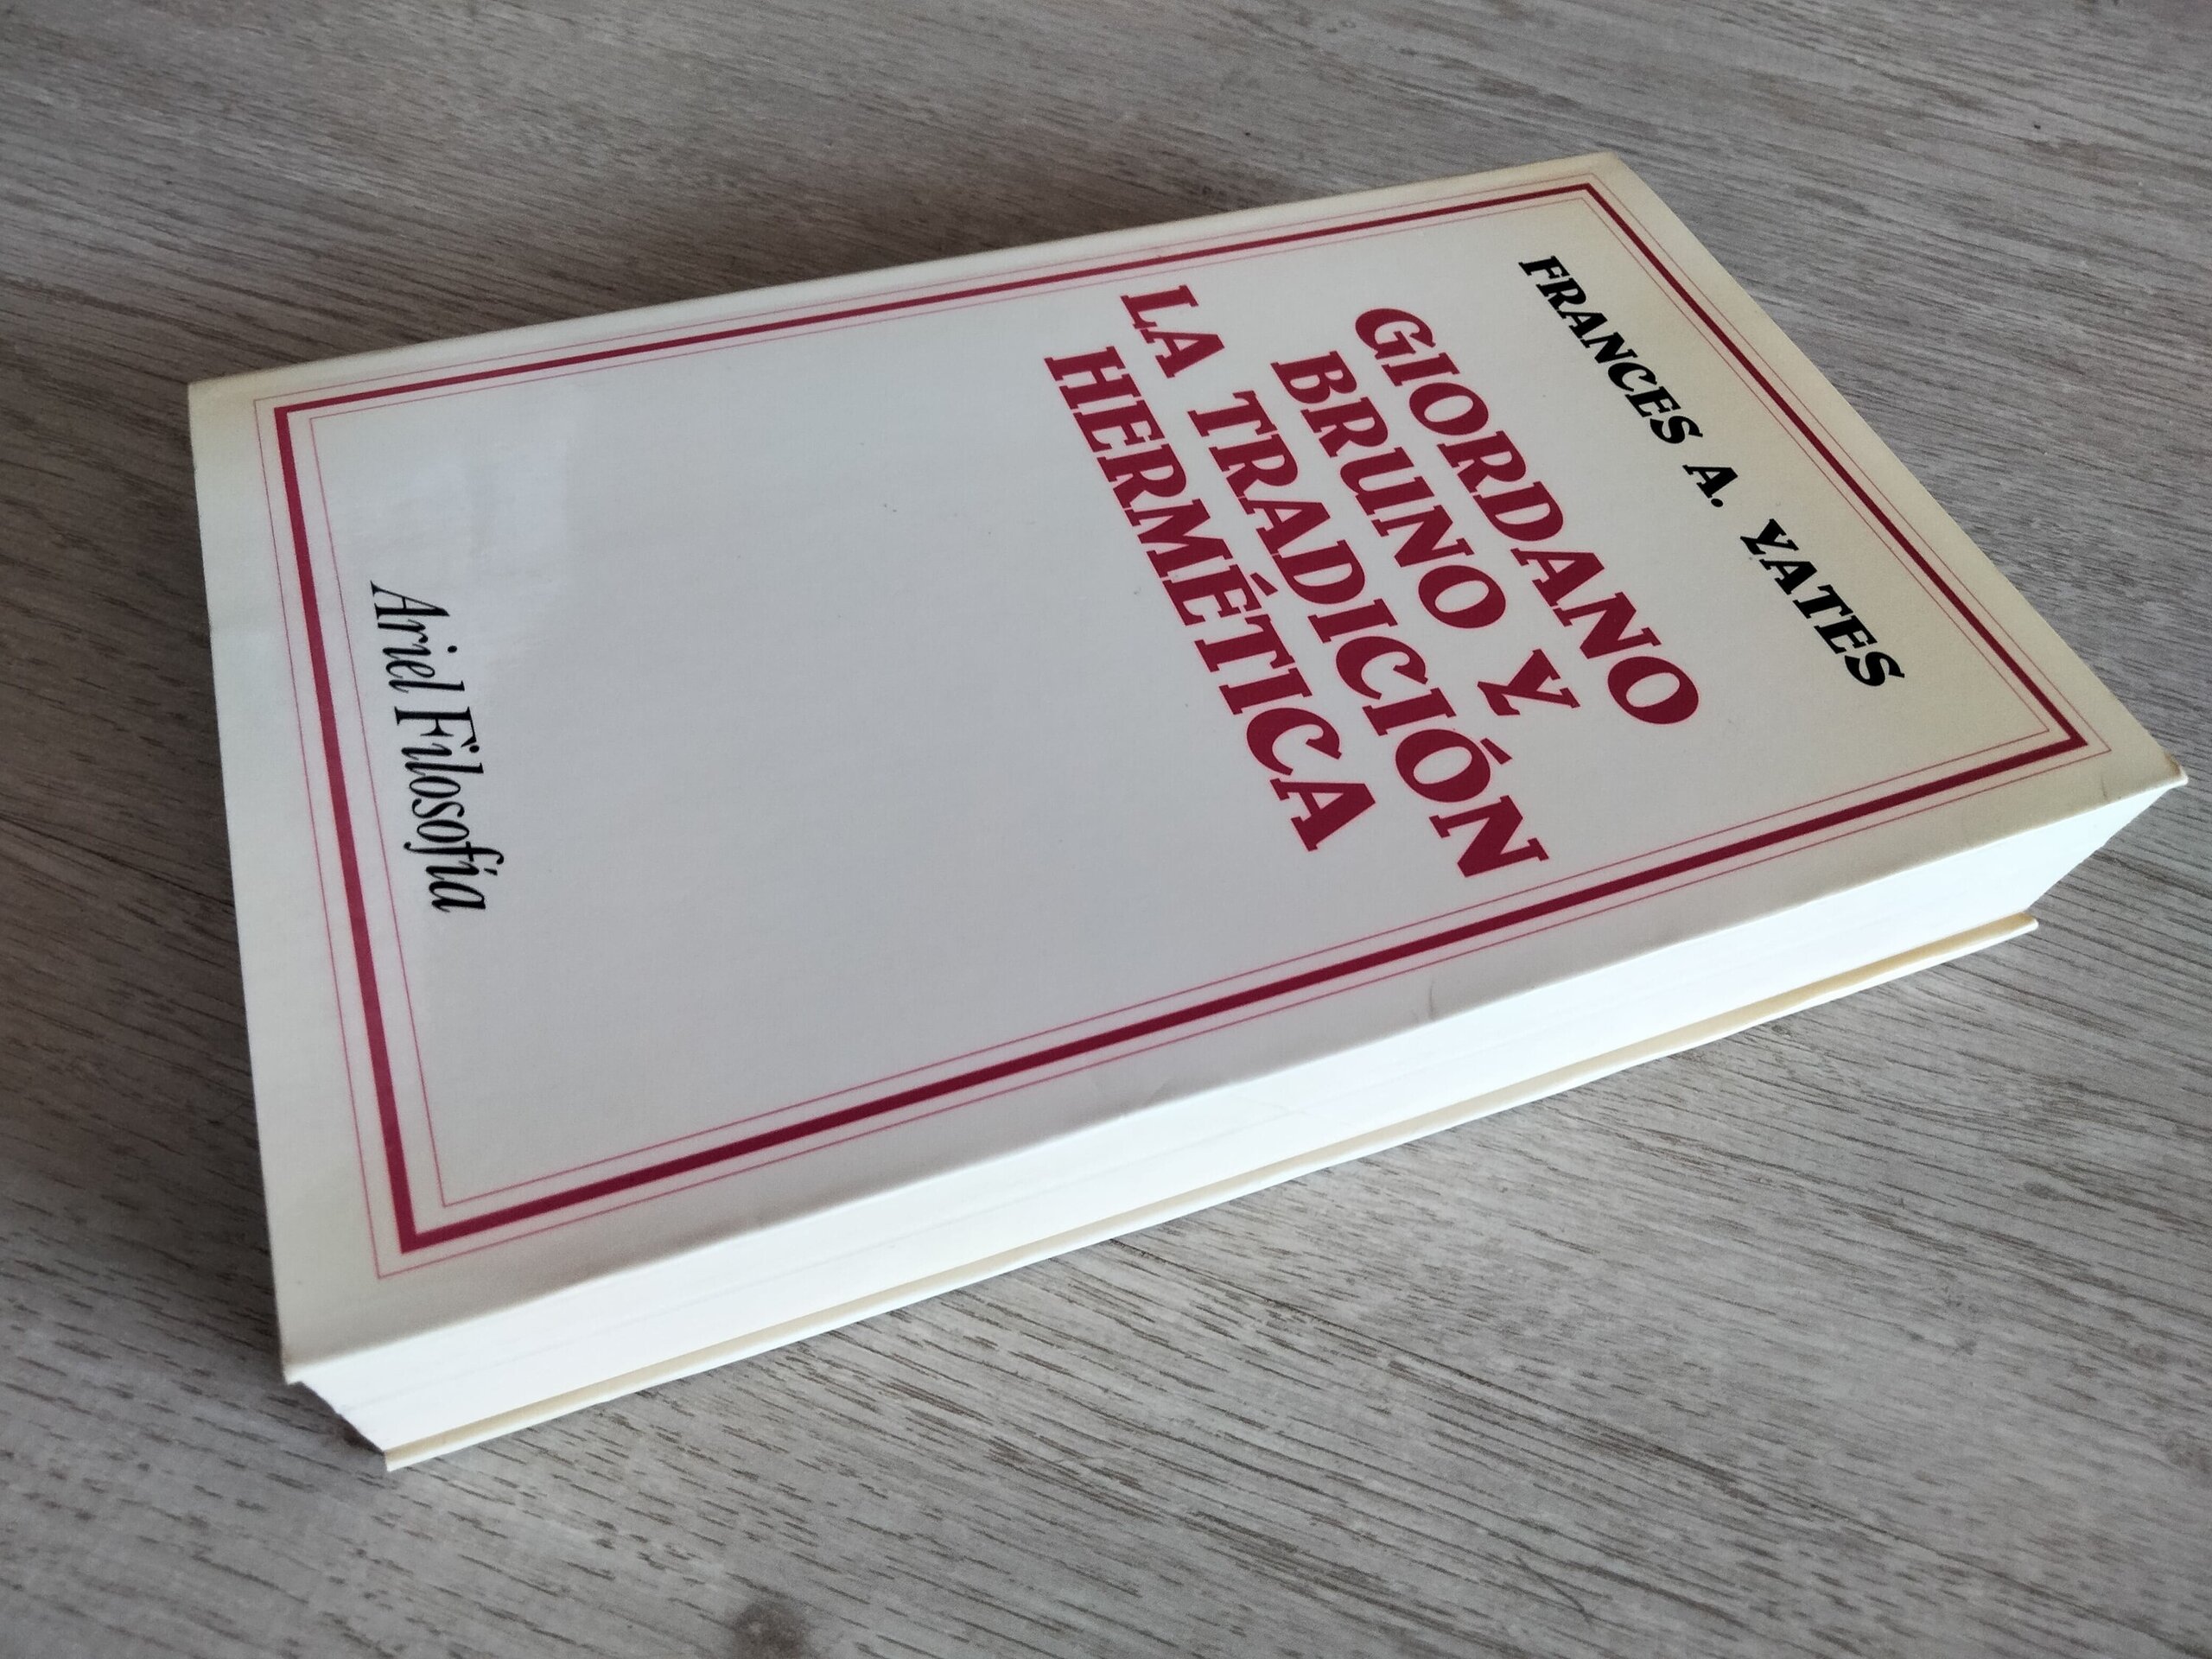 FRANCES A. YATES
GIORDANO
BRUNO Y
LA TRADICIÓN
HERMÉTICA
Ariel Filosofía